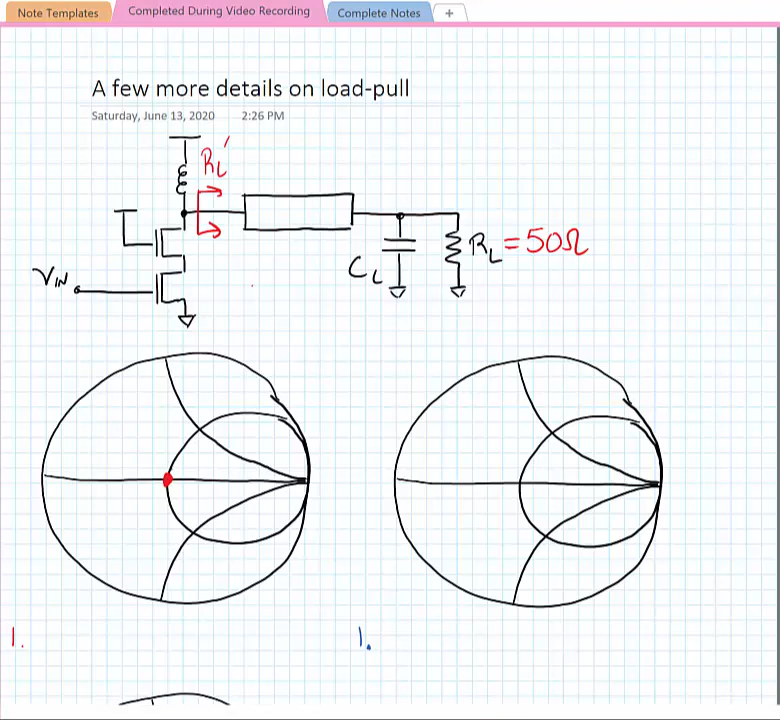 Note Templates
Completed During Video Recording
Complete Notes
+
A few more details on load-pull
Saturday, June 13, 2020 2:26 PM
RL'
VIN
CL
RL = 50Ω
1.
1.